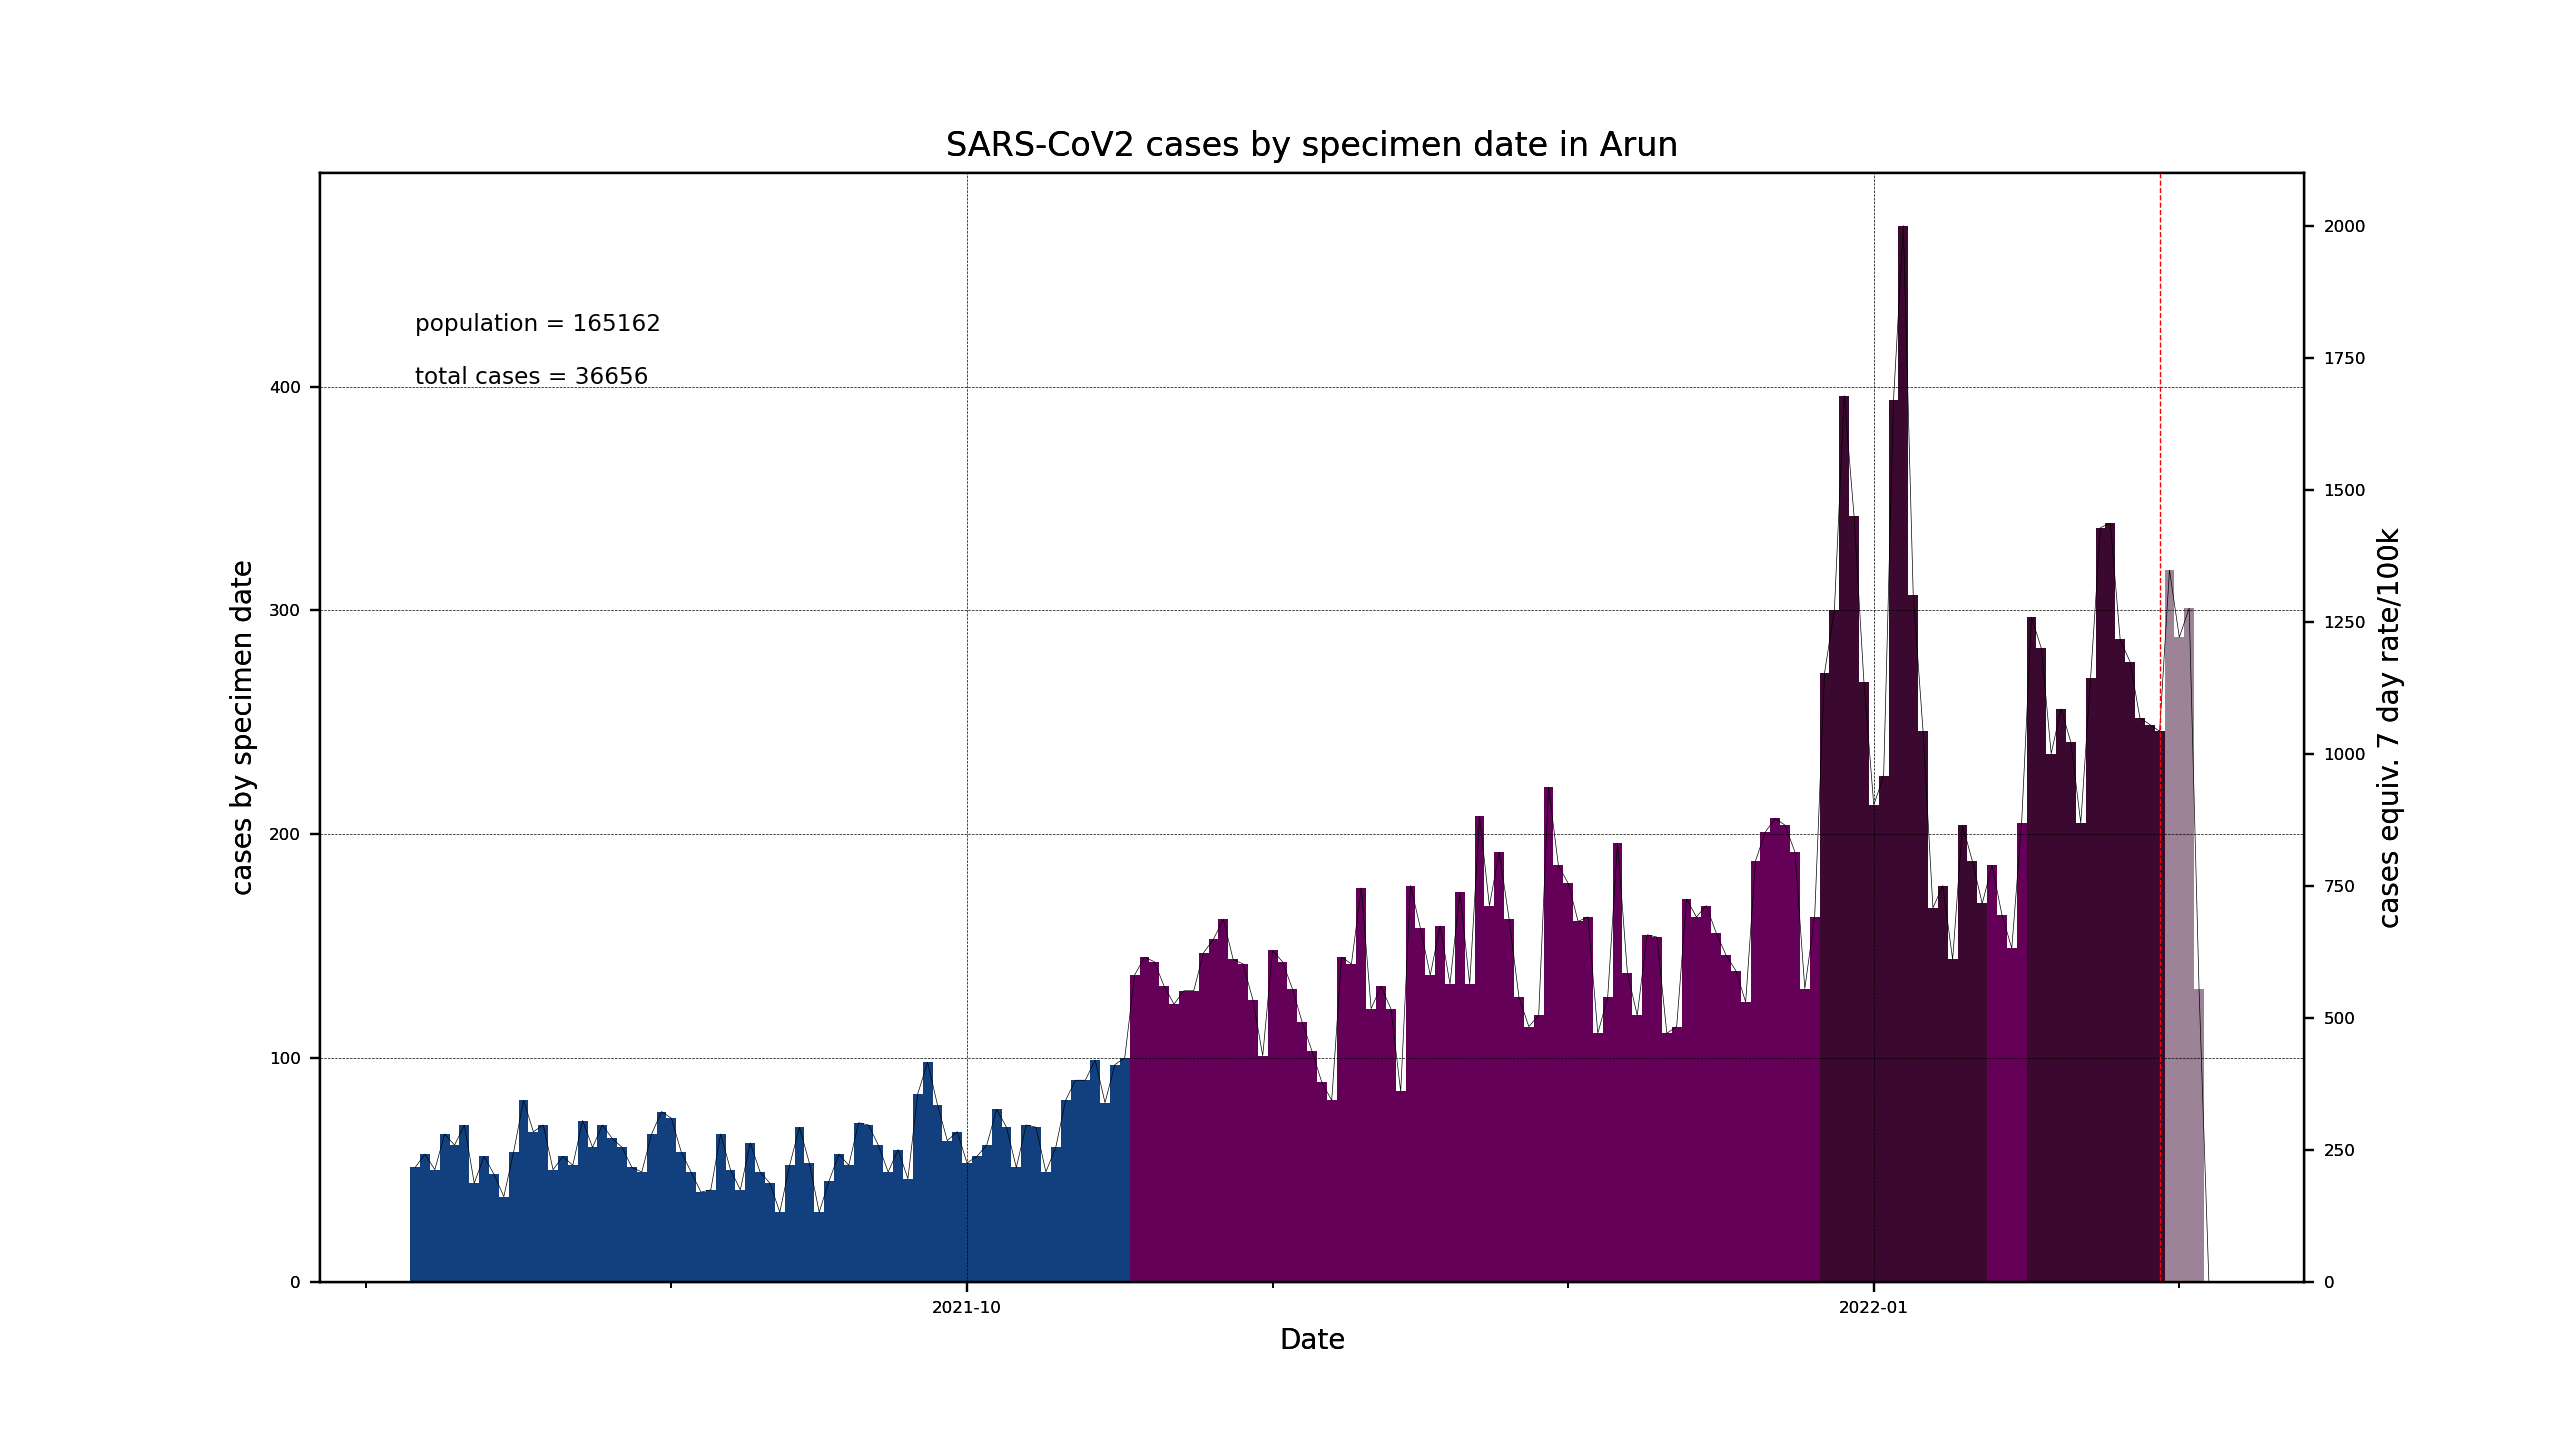 SARS-CoV2 cases by specimen date in Arun
population = 165162
total cases = 36656
cases by specimen date
400
300
200
100
0
2021-10
2022-01
Date
2000
1750
1500
1250
1000
750
500
250
0
cases equiv. 7 day rate/100k